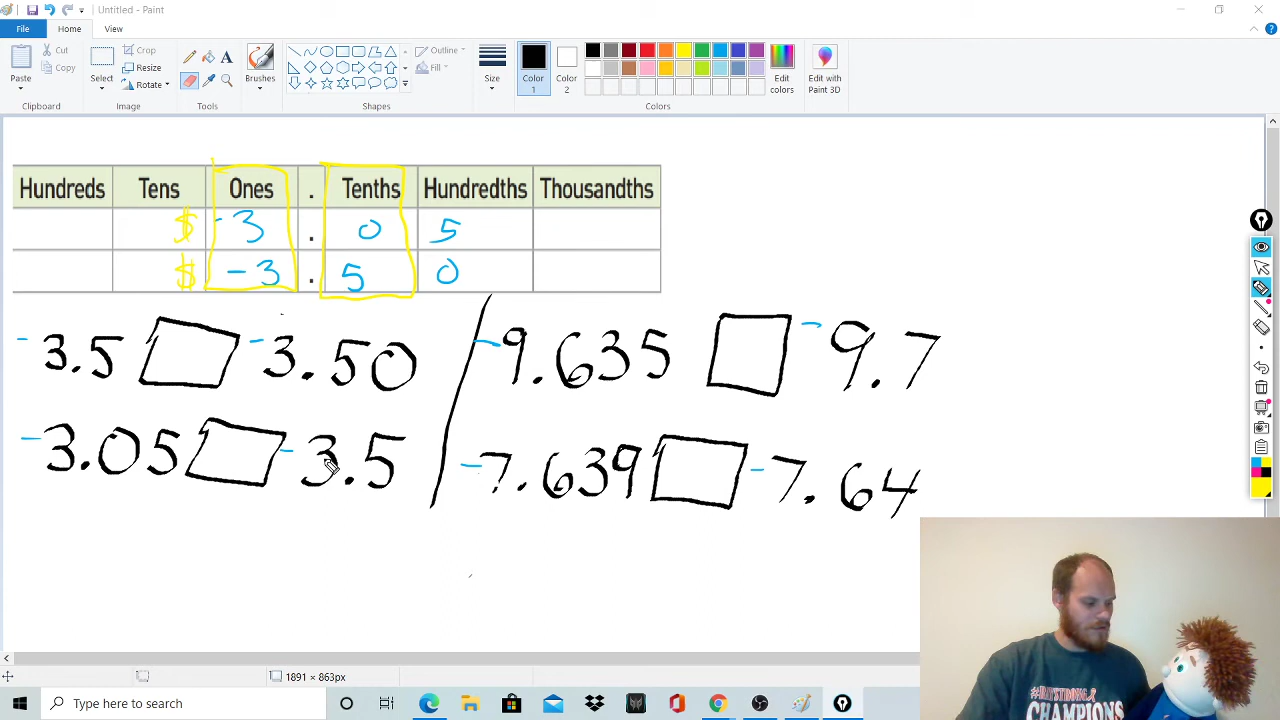 Untitled - Paint
File Home View
Paste
Cut
Copy
Clipboard
Select
Crop
Resize
Rotate
Image
A
Tools
Brushes
Outline
Fill
Shapes
Size
Color 1
Color 2
Edit colors
Colors
Edit with Paint 3D
Hundreds Tens Ones . Tenths Hundredths Thousandths
$ -3 . 0 5
$ -3 . 5 0
-3.5 -3.50
-3.05 -3.5
-9.635 -9.7
-7.639 -7.64
1891 × 863px
Type here to search
#HAYSTRONG
CHAMPIONS